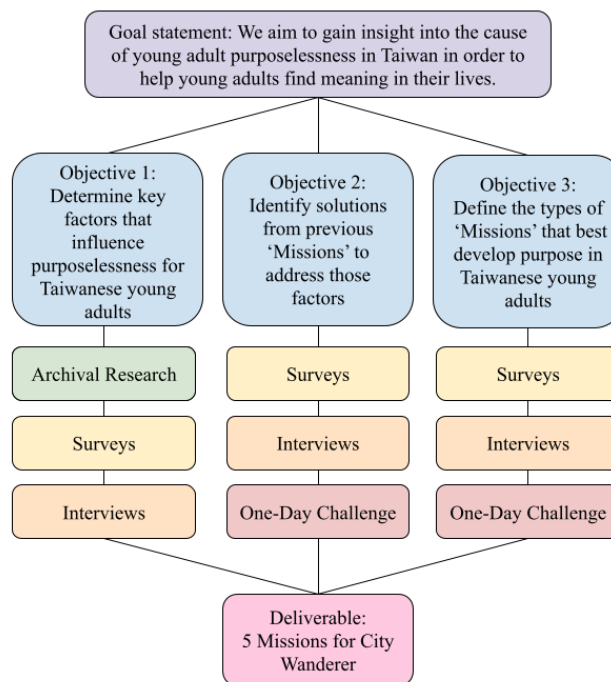 Goal statement: We aim to gain insight into the cause
of young adult purposelessness in Taiwan in order to
help young adults find meaning in their lives.
Objective 1:
Determine key
factors that
influence
purposelessness for
Taiwanese young
adults
Objective 2:
Identify solutions
from previous
‘Missions’ to
address those
factors
Objective 3:
Define the types of
‘Missions’ that best
develop purpose in
Taiwanese young
adults
Archival Research
Surveys
Surveys
Surveys
Interviews
Interviews
Interviews
One-Day Challenge
One-Day Challenge
Deliverable:
5 Missions for City
Wanderer